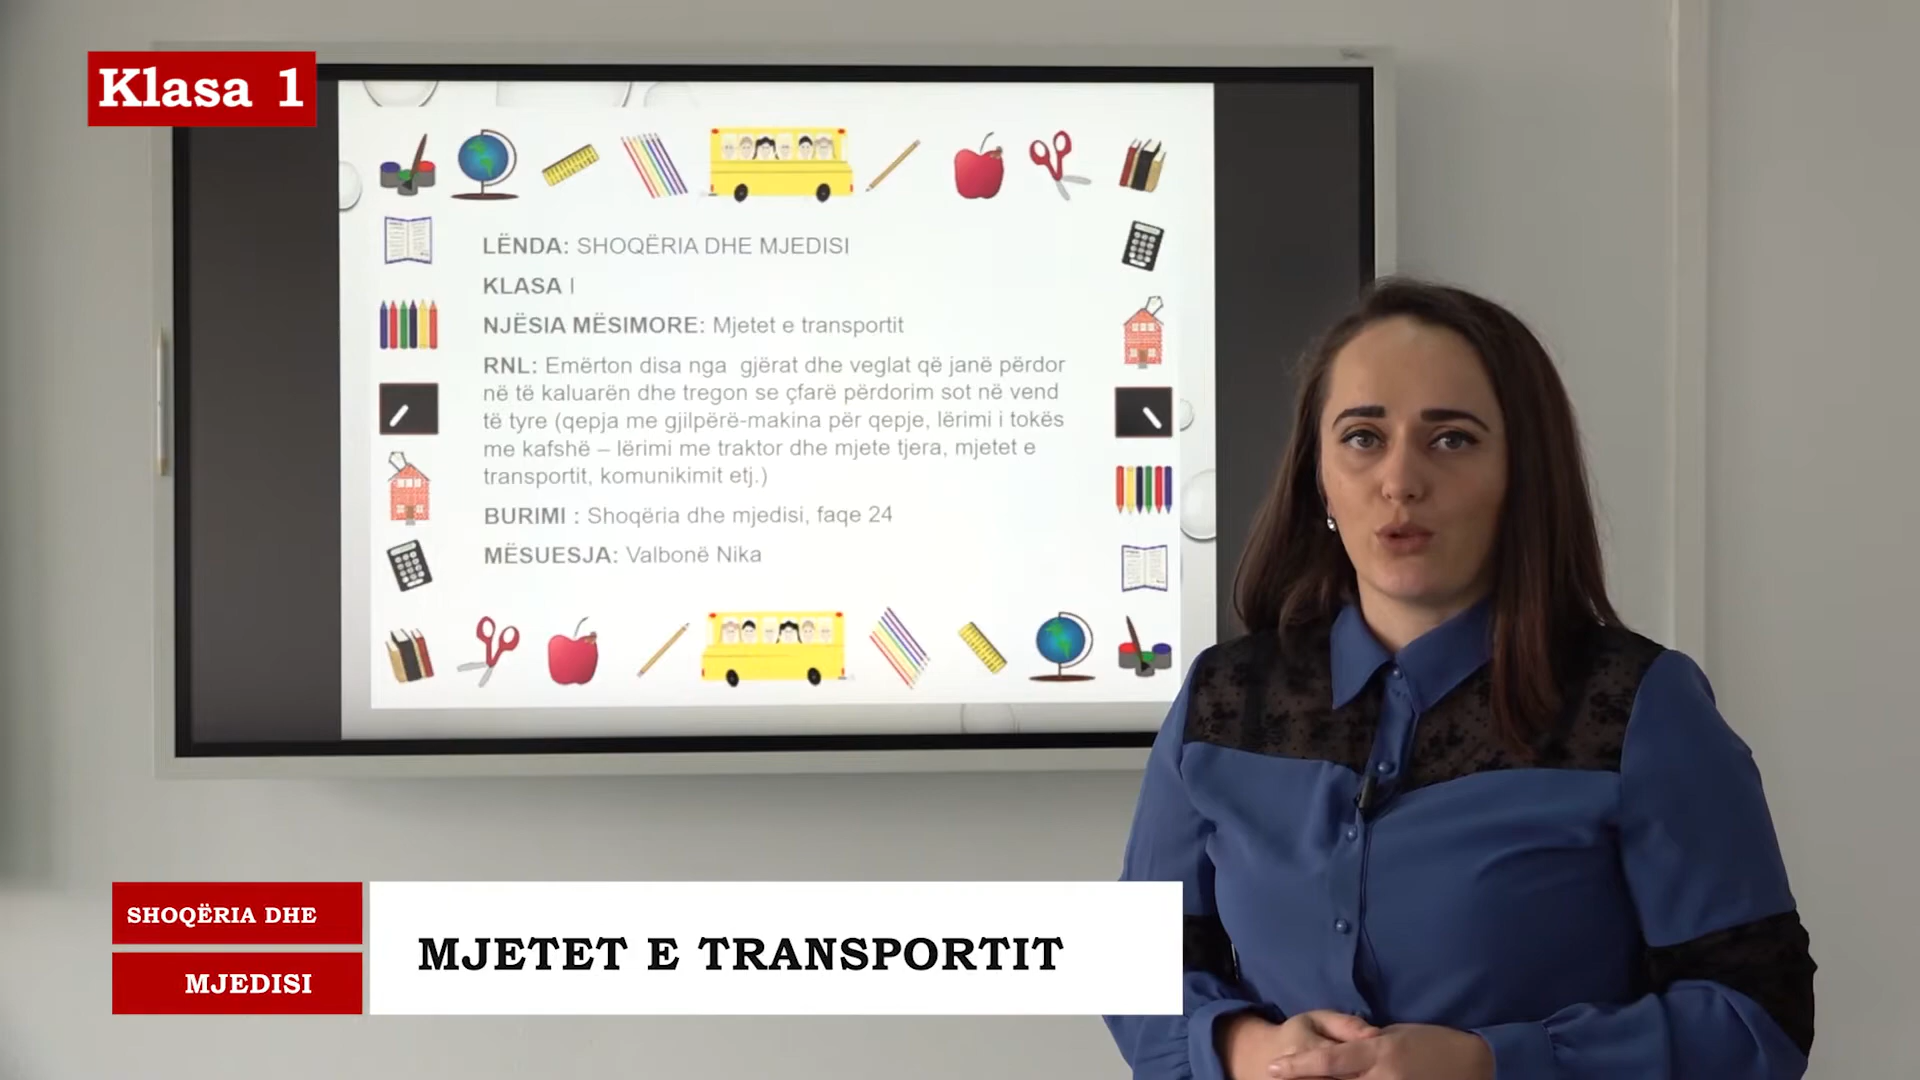 Klasa 1
LËNDA: SHOQËRIA DHE MJEDISI
KLASA I
NJËSIA MËSIMORE: Mjetet e transportit
RNL: Emërton disa nga gjërat dhe veglat që janë përdor
në të kaluarën dhe tregon se çfarë përdorim sot në vend
të tyre (qepja me gjilpërë-makina për qepje, lërimi i tokës
me kafshë – lërimi me traktor dhe mjete tjera, mjetet e
transportit, komunikimit etj.)
BURIMI : Shoqëria dhe mjedisi, faqe 24
MËSUESJA: Valbonë Nika
SHOQËRIA DHE
MJEDISI
MJETET E TRANSPORTIT